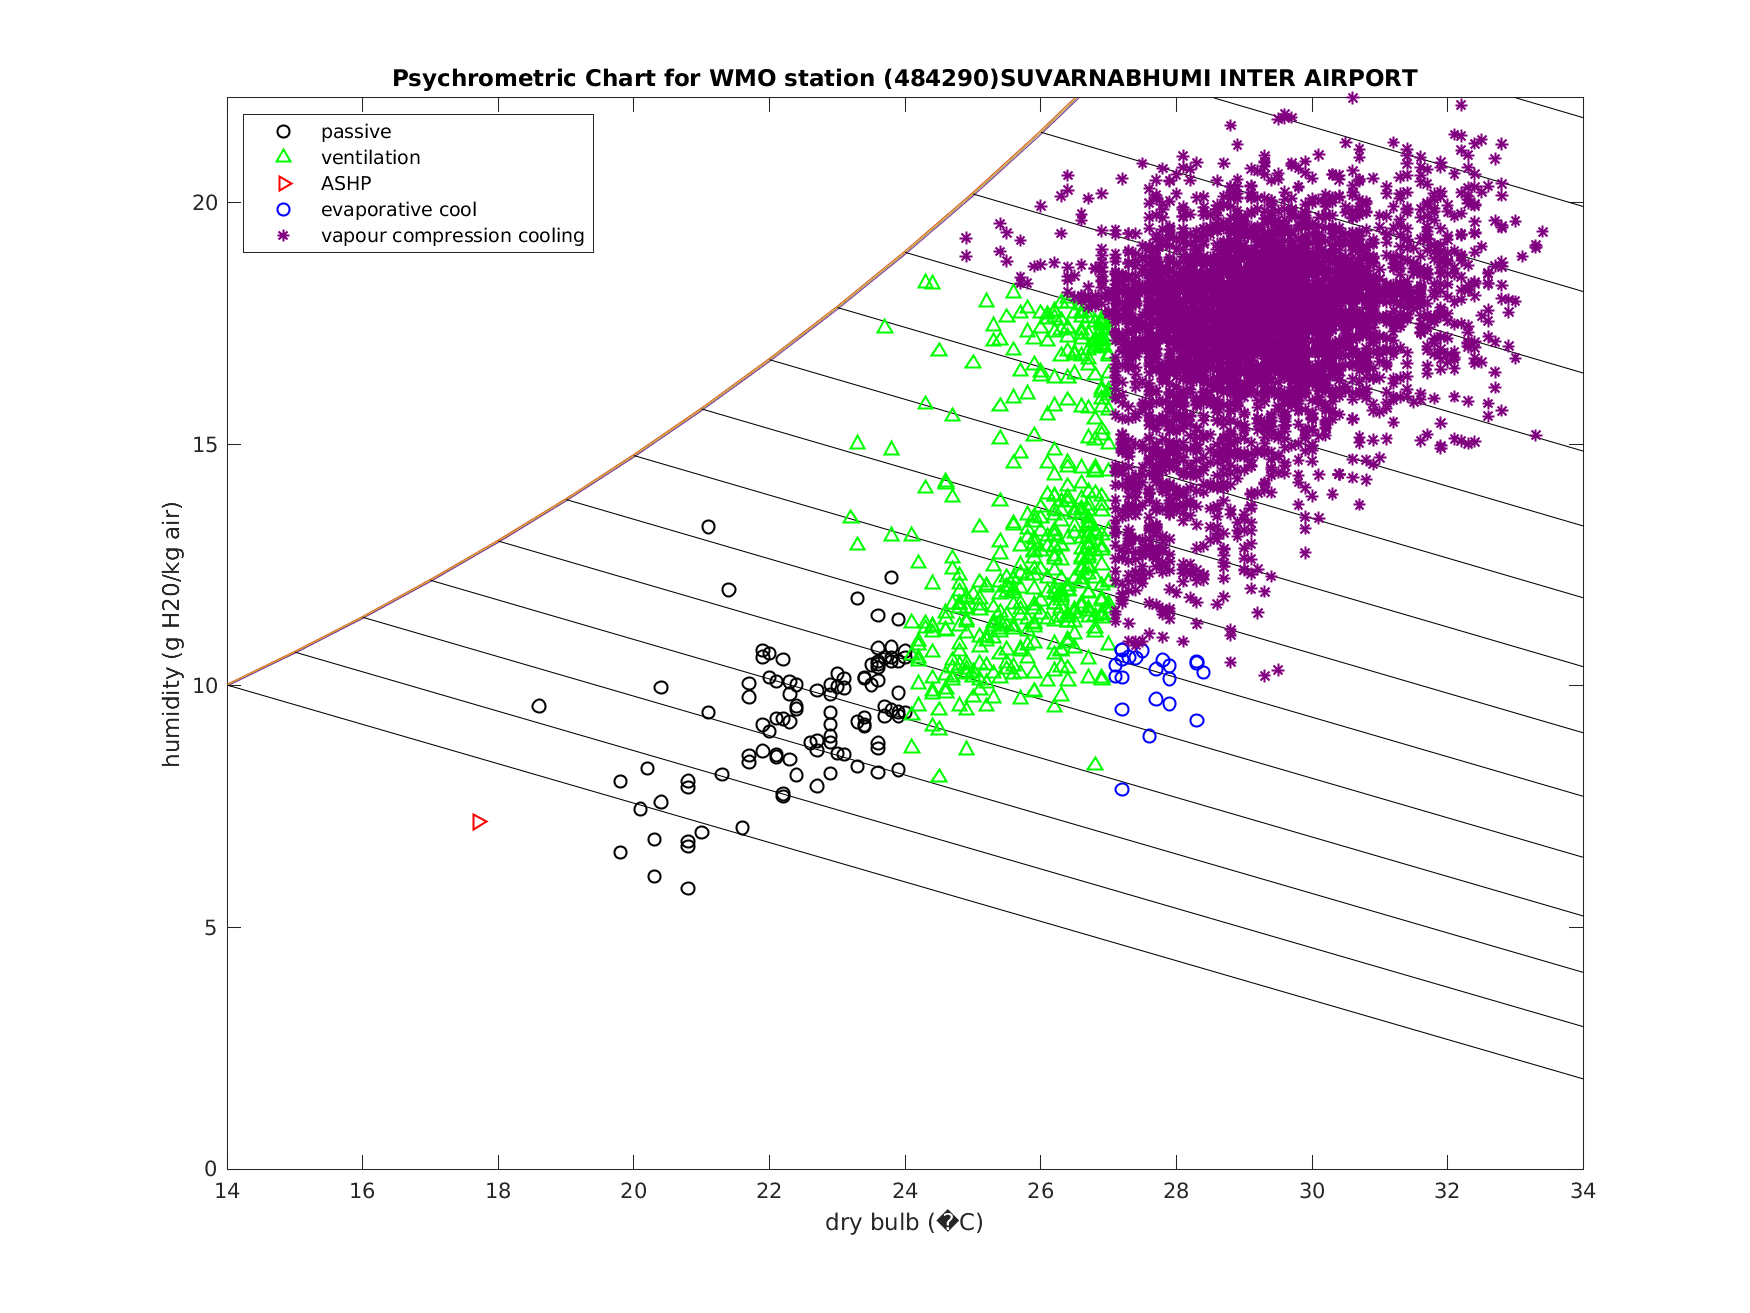 Psychrometric Chart for WMO station (484290)SUVARNABHUMI INTER AIRPORT
passive
ventilation
ASHP
evaporative cool
vapour compression cooling
humidity (g H20/kg air)
20
15
10
5
0
14 16 18 20 22 24 26 28 30 32 34
dry bulb (�C)